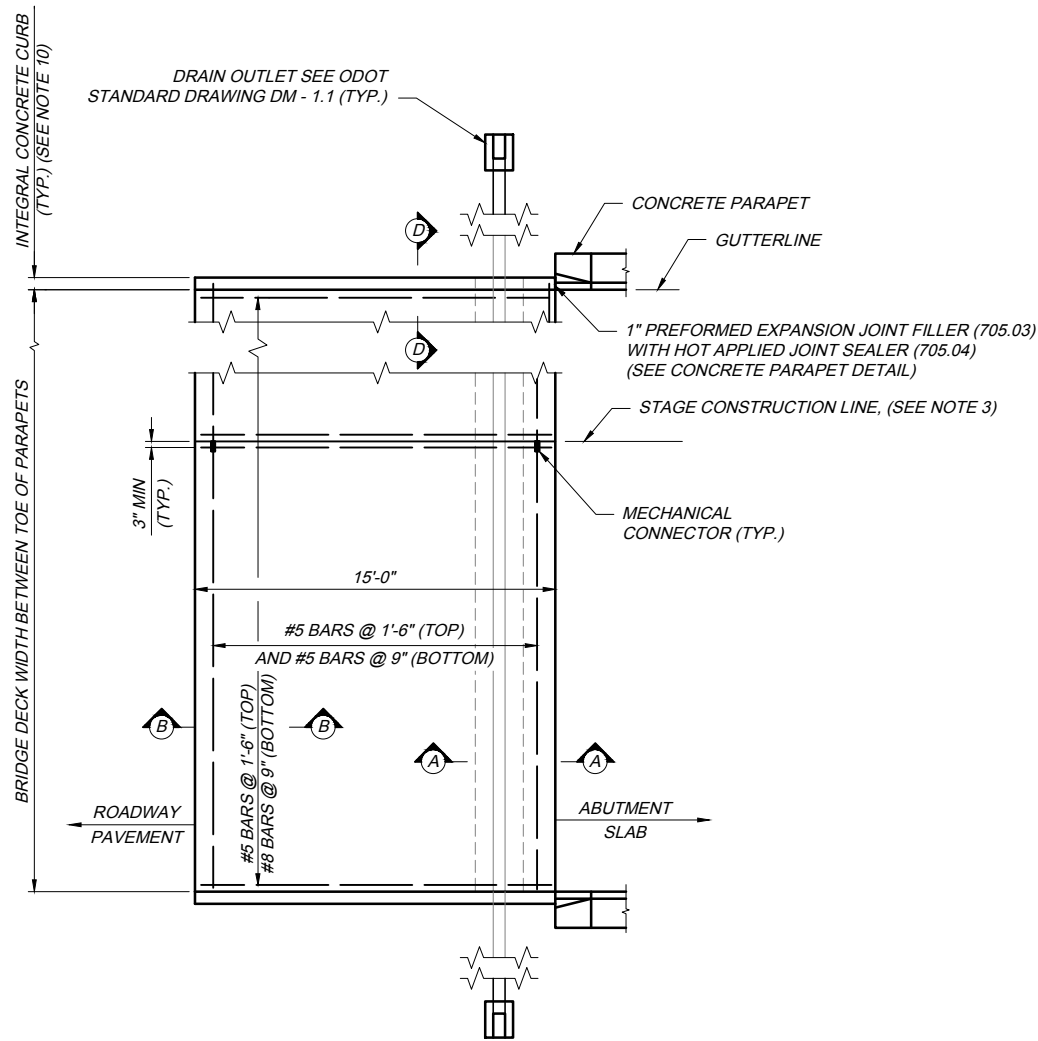 INTEGRAL CONCRETE CURB
(TYP.) (SEE NOTE 10)
DRAIN OUTLET SEE ODOT
STANDARD DRAWING DM - 1.1 (TYP.)
D
CONCRETE PARAPET
GUTTERLINE
D
1" PREFORMED EXPANSION JOINT FILLER (705.03)
WITH HOT APPLIED JOINT SEALER (705.04)
(SEE CONCRETE PARAPET DETAIL)
STAGE CONSTRUCTION LINE, (SEE NOTE 3)
BRIDGE DECK WIDTH BETWEEN TOE OF PARAPETS
3" MIN
(TYP.)
MECHANICAL
CONNECTOR (TYP.)
15'-0"
#5 BARS @ 1'-6" (TOP)
AND #5 BARS @ 9" (BOTTOM)
#5 BARS @ 1'-6" (TOP)
#8 BARS @ 9" (BOTTOM)
B
B
A
A
ROADWAY
PAVEMENT
ABUTMENT
SLAB